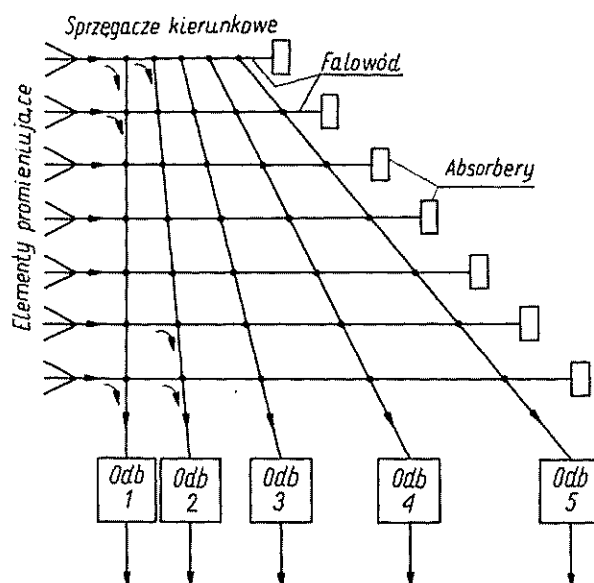 Sprzęgacze kierunkowe
Falowód
Absorbery
Elementy promieniujące
Odb
1
Odb
2
Odb
3
Odb
4
Odb
5